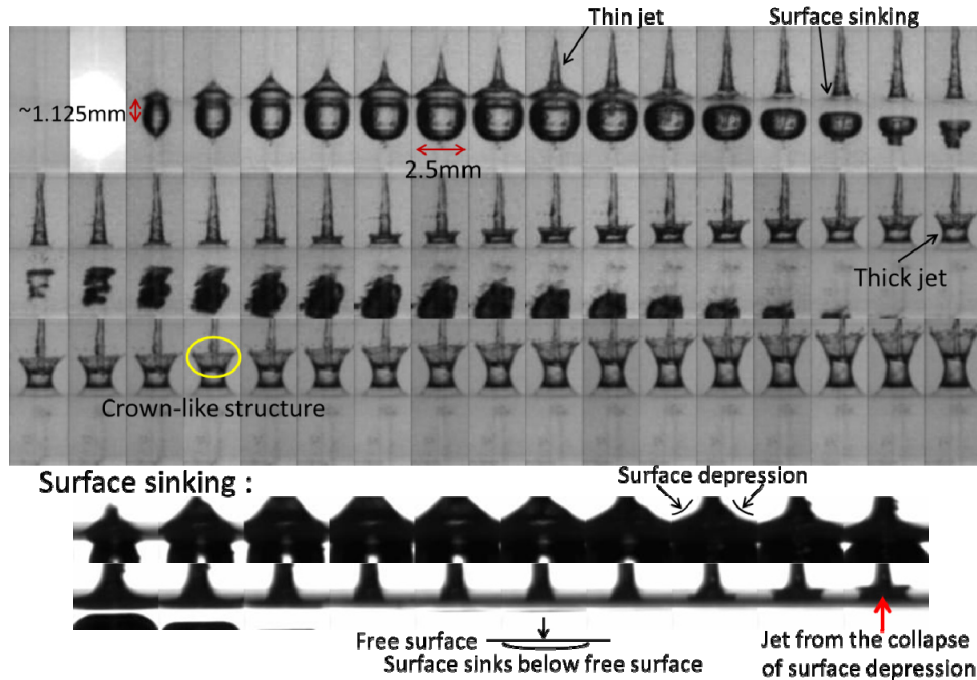 Thin jet
Surface sinking
~1.125mm
2.5mm
Thick jet
Crown-like structure
Surface sinking :
Surface depression
Free surface
Surface sinks below free surface
Jet from the collapse
of surface depression